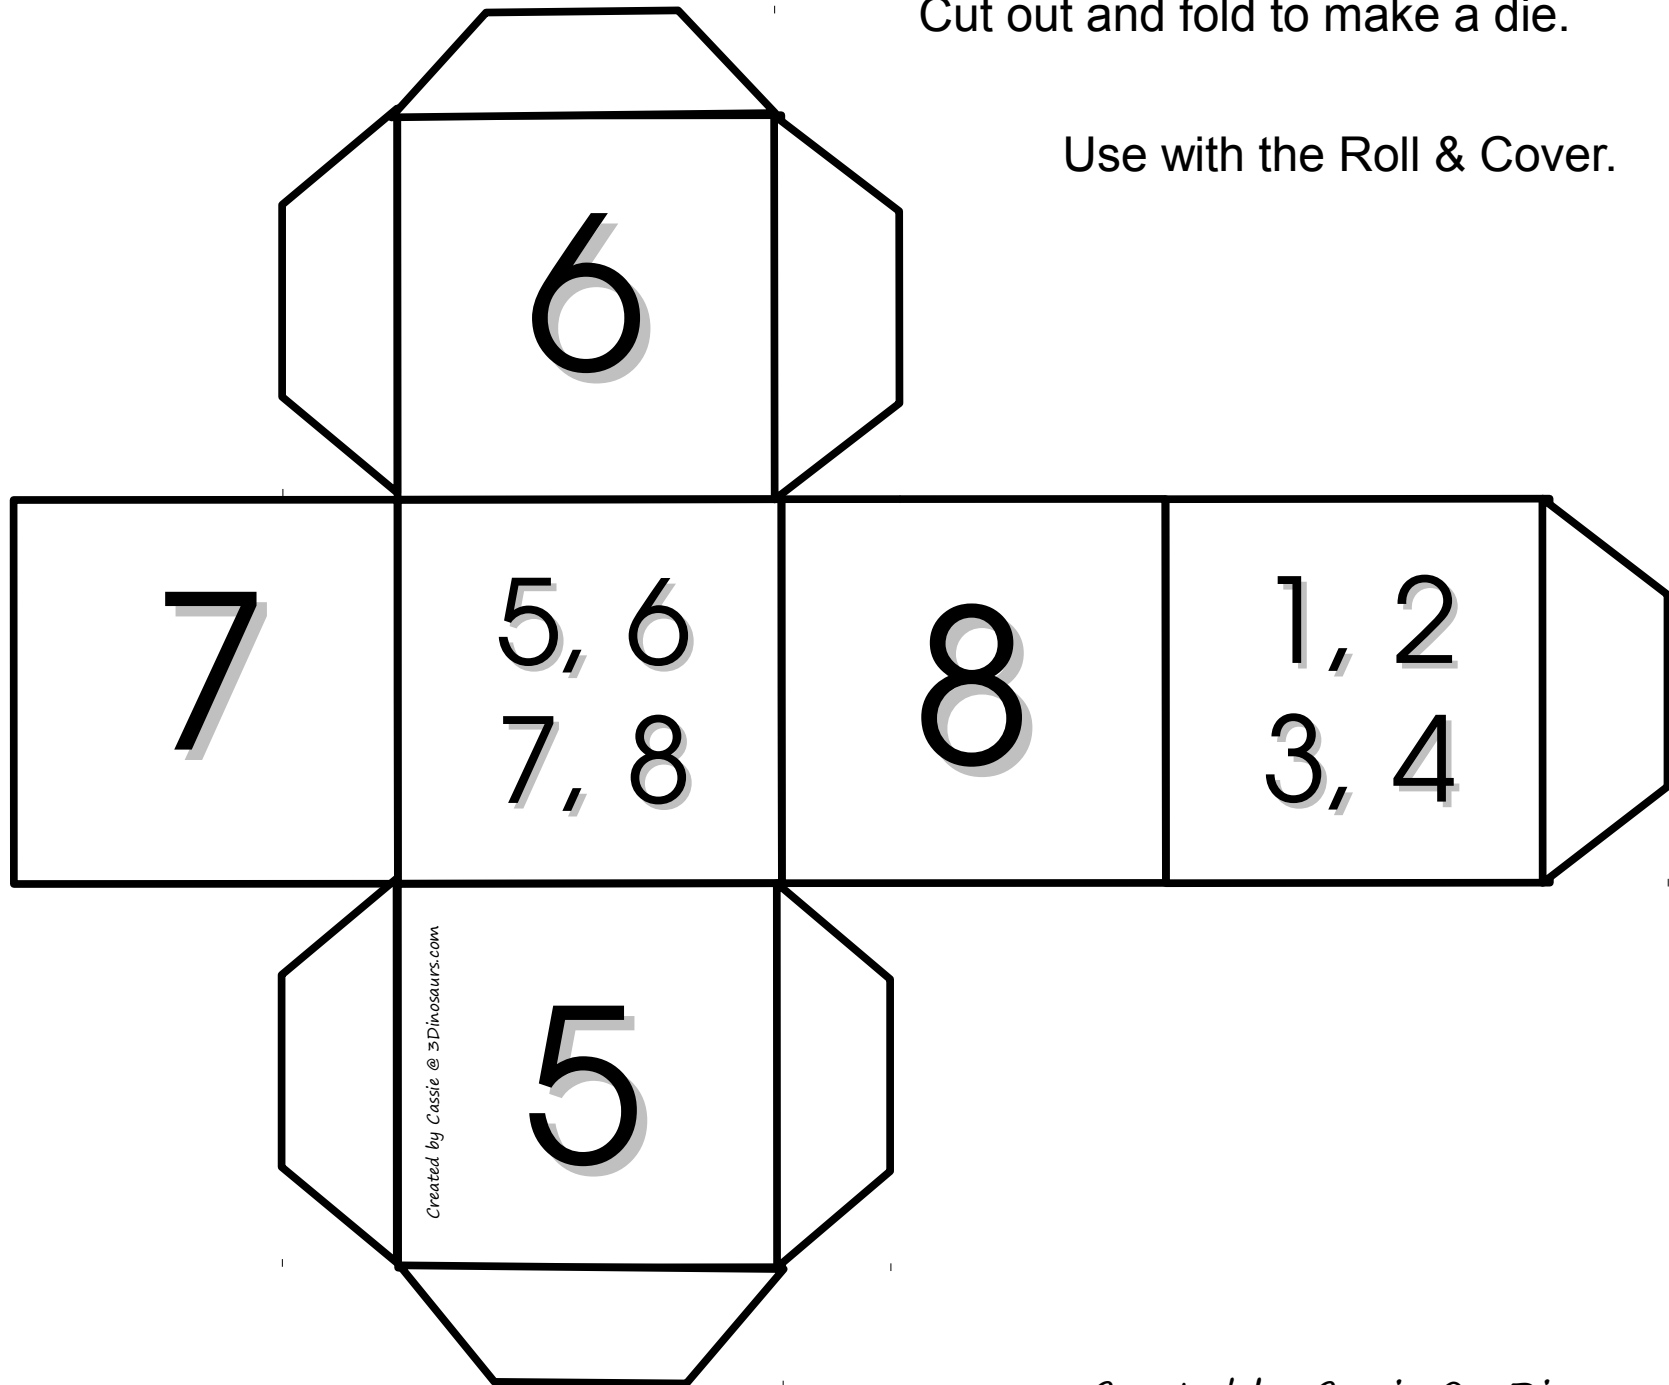 Cut out and fold to make a die.
Use with the Roll & Cover.
6
7
5, 6
7, 8
8
1, 2
3, 4
Created by Cassie @ 3Dinosaurs.com
5